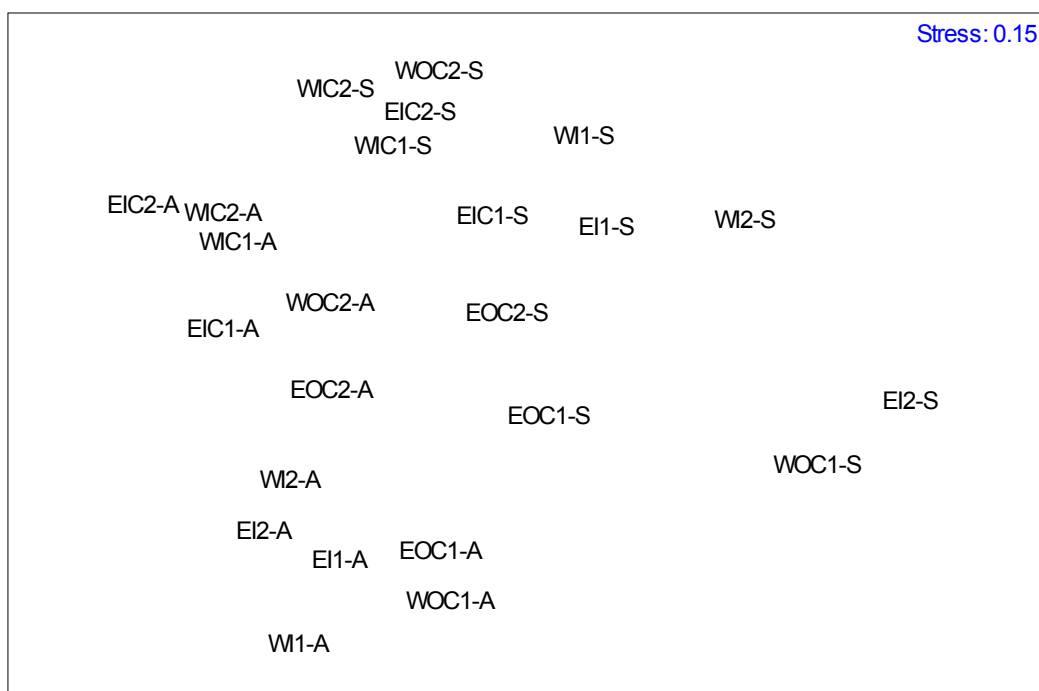 Stress: 0.15
WOC2-S
WIC2-S
EIC2-S
WI1-S
WIC1-S
EIC2-A
WIC2-A
EIC1-S
WI2-S
EI1-S
WIC1-A
WOC2-A
EOC2-S
EIC1-A
EOC2-A
EI2-S
EOC1-S
WOC1-S
WI2-A
EI2-A
EOC1-A
EI1-A
WOC1-A
WI1-A